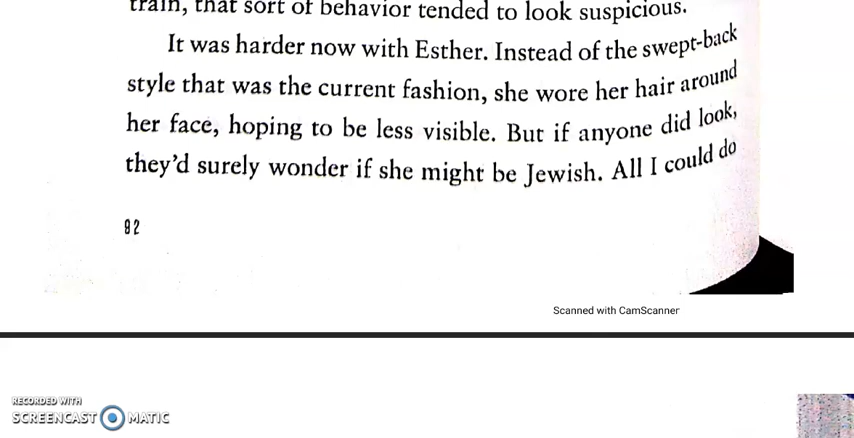 train, that sort of behavior tended to look suspicious.
It was harder now with Esther. Instead of the swept-back
style that was the current fashion, she wore her hair around
her face, hoping to be less visible. But if anyone did look,
they'd surely wonder if she might be Jewish. All I could do
82
Scanned with CamScanner
RECORDED WITH
SCREENCAST MATIC